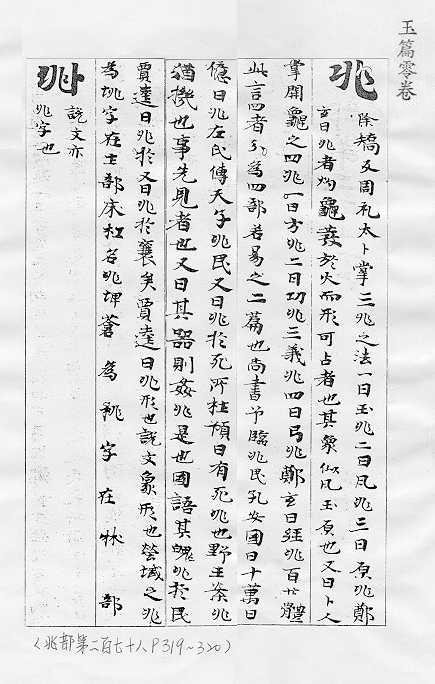 玉篇零卷
兆 除矯反周礼太卜掌三兆之法一曰玉兆二曰凡兆三曰原兆鄭
玄曰兆者灼龜發於火而形可占者也其象似凡玉原也又曰卜人
掌開龜之四兆一曰方兆二曰功兆三義兆四曰弓兆鄭玄曰經兆百廿體
此言四者分為四部若易之二篇也尚書予臨兆民孔安國曰十萬曰
億曰兆左氏傳天子兆民又曰兆於死所杜預曰有死兆也野王案兆
猶機也事先見者也又曰其器則姦兆是也國語其魄兆於民
賈逵曰兆於又曰兆於襄矣賈逵曰兆形也說文象形也塋域之兆
為垗字在土部床杠名兆埤蒼為字在牀部
說文亦
兆字也
(兆部第二百七十八 P319~320)